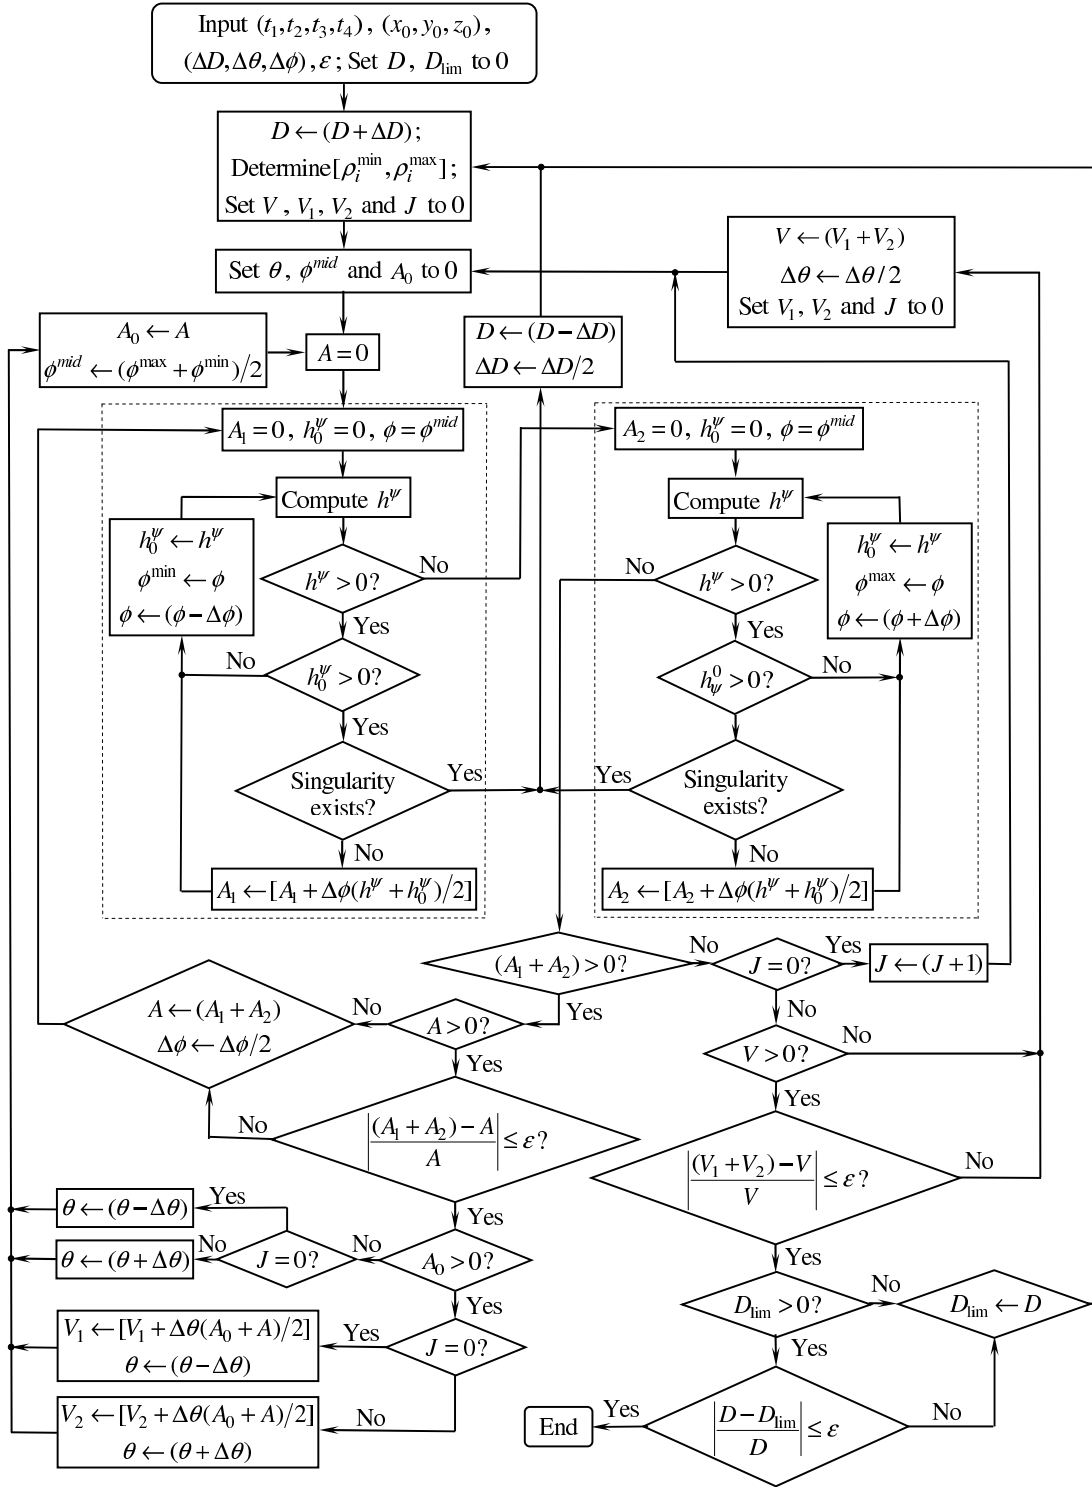 Input (t₁,t₂,t₃,t₄), (x₀,y₀,z₀),
(ΔD,Δθ,Δϕ),ε; Set D, D_lim to 0
D←(D+ΔD);
Determine[ρᵢ^min,ρᵢ^max];
Set V, V₁, V₂ and J to 0
Set θ, ϕ^mid and A₀ to 0
V←(V₁+V₂)
Δθ←Δθ/2
Set V₁, V₂ and J to 0
A₀←A
ϕ^mid←(ϕ^max+ϕ^min)/2
A=0
D←(D−ΔD)
ΔD←ΔD/2
A₁=0, h₀^ψ=0, ϕ=ϕ^mid
Compute h^ψ
h₀^ψ←h^ψ
ϕ^min←ϕ
ϕ←(ϕ−Δϕ)
h^ψ>0?
No
Yes
h₀^ψ>0?
No
Yes
Singularity
exists?
Yes
No
A₁←[A₁+Δϕ(h^ψ+h₀^ψ)/2]
A₂=0, h₀^ψ=0, ϕ=ϕ^mid
Compute h^ψ
h₀^ψ←h^ψ
ϕ^max←ϕ
ϕ←(ϕ+Δϕ)
h^ψ>0?
No
Yes
h_ψ^0>0?
No
Singularity
exists?
Yes
No
A₂←[A₂+Δϕ(h^ψ+h₀^ψ)/2]
(A₁+A₂)>0?
No
Yes
J=0?
Yes
J←(J+1)
No
A←(A₁+A₂)
Δϕ←Δϕ/2
No
A>0?
Yes
V>0?
No
Yes
|((A₁+A₂)−A)/A|≤ε?
No
Yes
|((V₁+V₂)−V)/V|≤ε?
No
Yes
θ←(θ−Δθ)
Yes
θ←(θ+Δθ)
No
J=0?
No
A₀>0?
Yes
D_lim>0?
No
D_lim←D
Yes
V₁←[V₁+Δθ(A₀+A)/2]
θ←(θ−Δθ)
Yes
J=0?
No
V₂←[V₂+Δθ(A₀+A)/2]
θ←(θ+Δθ)
End
Yes
|(D−D_lim)/D|≤ε
No